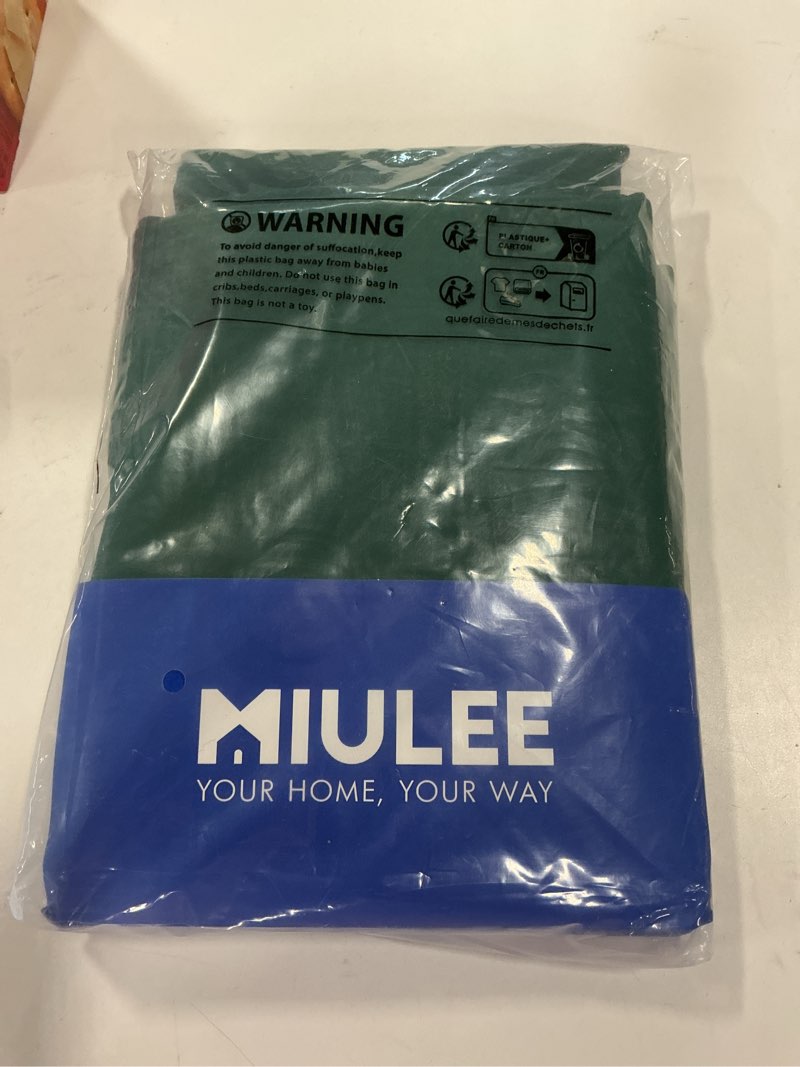 WARNING
To avoid danger of suffocation,keep
this plastic bag away from babies
and children. Do not use this bag in
cribs,beds,carriages, or playpens.
This bag is not a toy.
PLASTIQUE+
CARTON
FR
quefairedemesdechets.fr
MIULEE
YOUR HOME, YOUR WAY